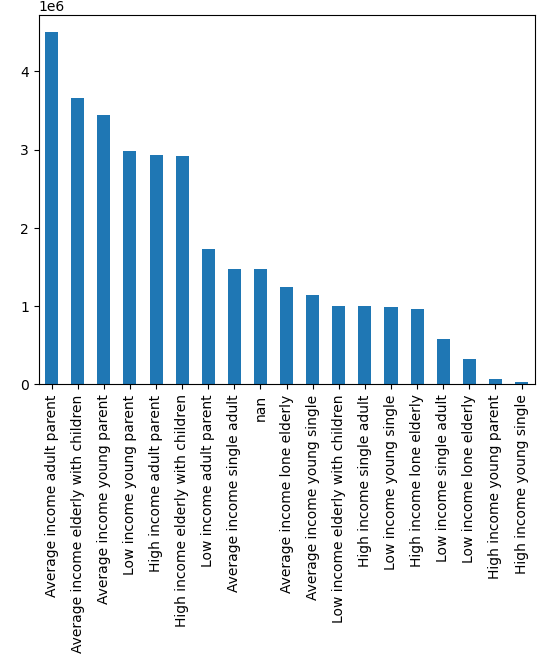 1e6
4
3
2
1
0
Average income adult parent
Average income elderly with children
Average income young parent
Low income young parent
High income adult parent
High income elderly with children
Low income adult parent
Average income single adult
nan
Average income lone elderly
Average income young single
Low income elderly with children
High income single adult
Low income young single
High income lone elderly
Low income single adult
Low income lone elderly
High income young parent
High income young single